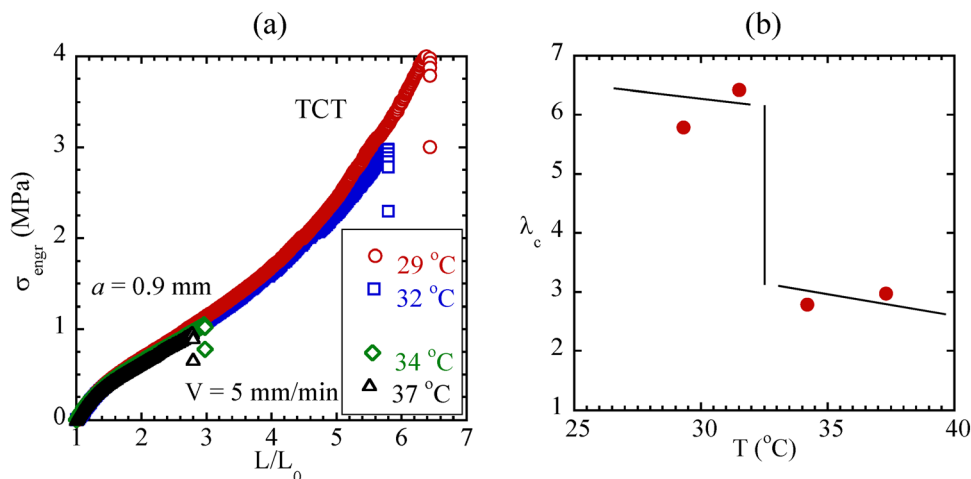 (a)
4
3
2
1
0
σengr (MPa)
TCT
a = 0.9 mm
V = 5 mm/min
29 °C
32 °C
34 °C
37 °C
1 2 3 4 5 6 7
L/L0
(b)
7
6
5
4
3
2
1
λc
25 30 35 40
T (°C)